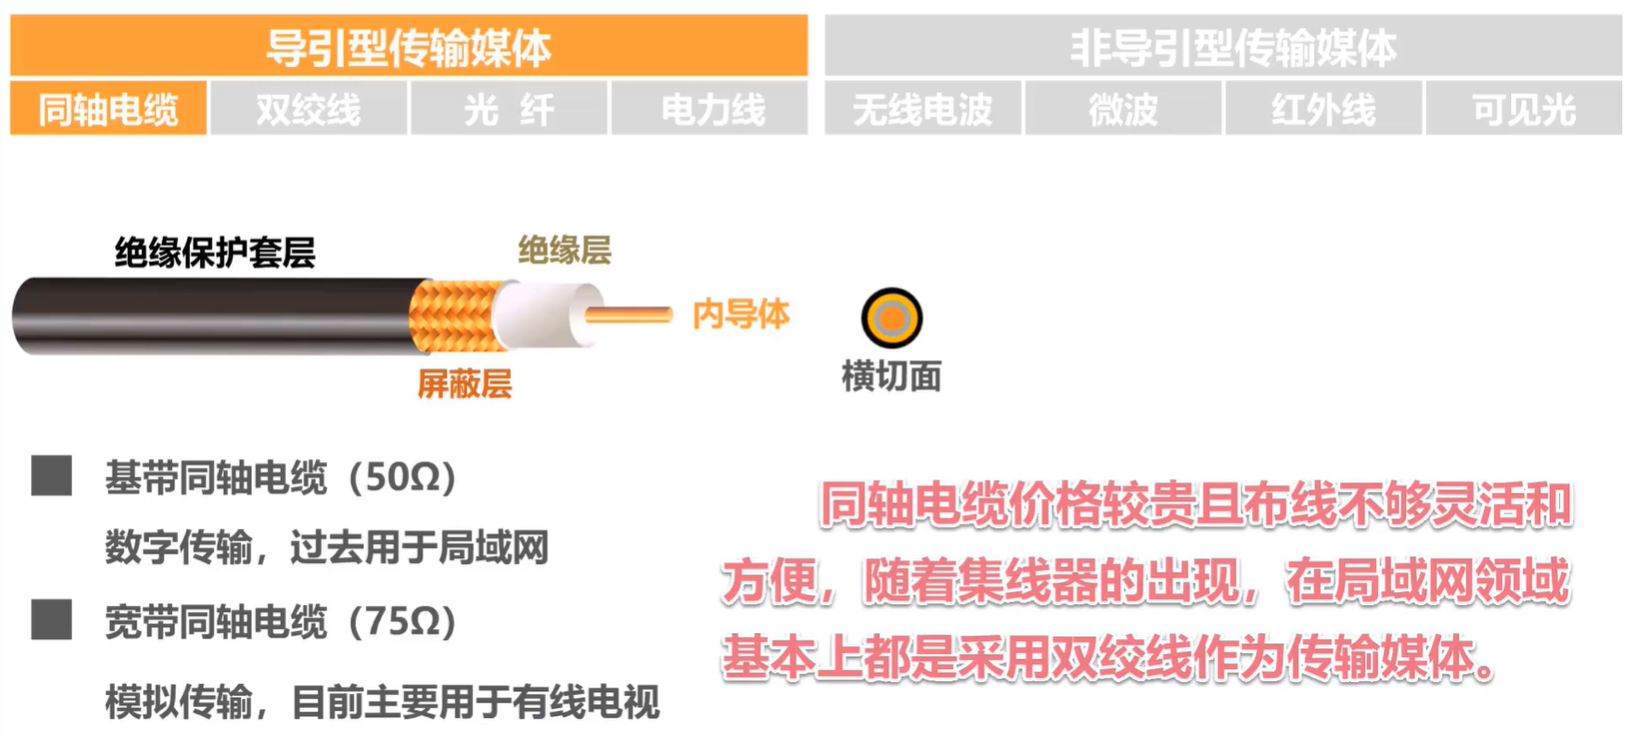 导引型传输媒体
非导引型传输媒体
同轴电缆
双绞线
光 纤
电力线
无线电波
微波
红外线
可见光
绝缘保护套层
绝缘层
内导体
屏蔽层
横切面
基带同轴电缆（50Ω）
数字传输，过去用于局域网
宽带同轴电缆（75Ω）
模拟传输，目前主要用于有线电视
同轴电缆价格较贵且布线不够灵活和
方便，随着集线器的出现，在局域网领域
基本上都是采用双绞线作为传输媒体。